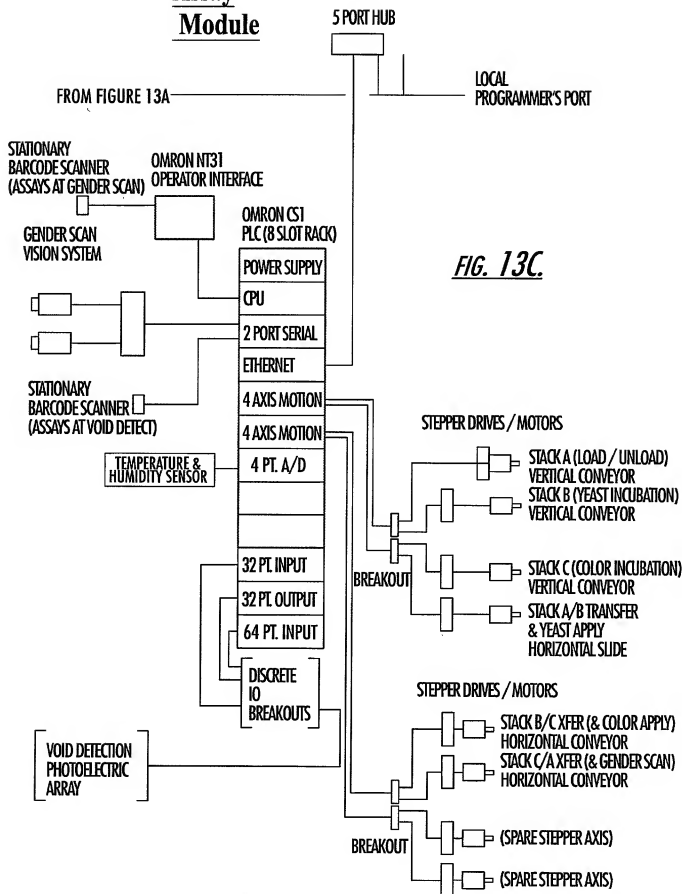 Module
5 PORT HUB
FROM FIGURE 13A
LOCAL
PROGRAMMER'S PORT
STATIONARY
BARCODE SCANNER
(ASSAYS AT GENDER SCAN)
OMRON NT31
OPERATOR INTERFACE
GENDER SCAN
VISION SYSTEM
OMRON CS1
PLC (8 SLOT RACK)
POWER SUPPLY
CPU
2 PORT SERIAL
ETHERNET
4 AXIS MOTION
4 AXIS MOTION
4 PT. A/D
32 PT. INPUT
32 PT. OUTPUT
64 PT. INPUT
FIG. 13C.
STATIONARY
BARCODE SCANNER
(ASSAYS AT VOID DETECT)
TEMPERATURE &
HUMIDITY SENSOR
STEPPER DRIVES / MOTORS
STACK A (LOAD / UNLOAD)
VERTICAL CONVEYOR
STACK B (YEAST INCUBATION)
VERTICAL CONVEYOR
STACK C (COLOR INCUBATION)
VERTICAL CONVEYOR
STACK A/B TRANSFER
& YEAST APPLY
HORIZONTAL SLIDE
BREAKOUT
DISCRETE
IO
BREAKOUTS
VOID DETECTION
PHOTOELECTRIC
ARRAY
STEPPER DRIVES / MOTORS
STACK B/C XFER (& COLOR APPLY)
HORIZONTAL CONVEYOR
STACK C/A XFER (& GENDER SCAN)
HORIZONTAL CONVEYOR
(SPARE STEPPER AXIS)
BREAKOUT
(SPARE STEPPER AXIS)